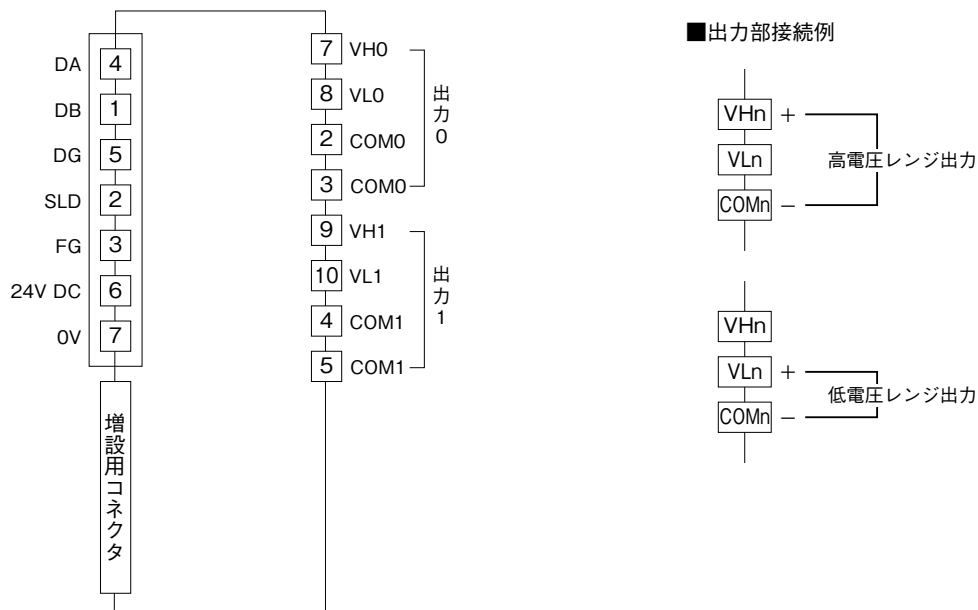 DA 4
DB 1
DG 5
SLD 2
FG 3
24V DC 6
0V 7
増設用コネクタ
7 VH0
8 VL0
2 COM0
3 COM0
出力0
9 VH1
10 VL1
4 COM1
5 COM1
出力1
■出力部接続例
VHn +
VLn
COMn −
高電圧レンジ出力
VHn
VLn +
COMn −
低電圧レンジ出力